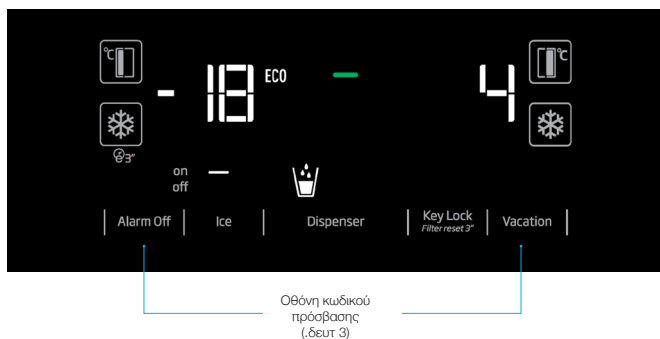 °C
- 18 ECO
4
°C
3"
on
off
Alarm Off
Ice
Dispenser
Key Lock
Filter reset 3"
Vacation
Οθόνη κωδικού
πρόσβασης
(.δευτ 3)